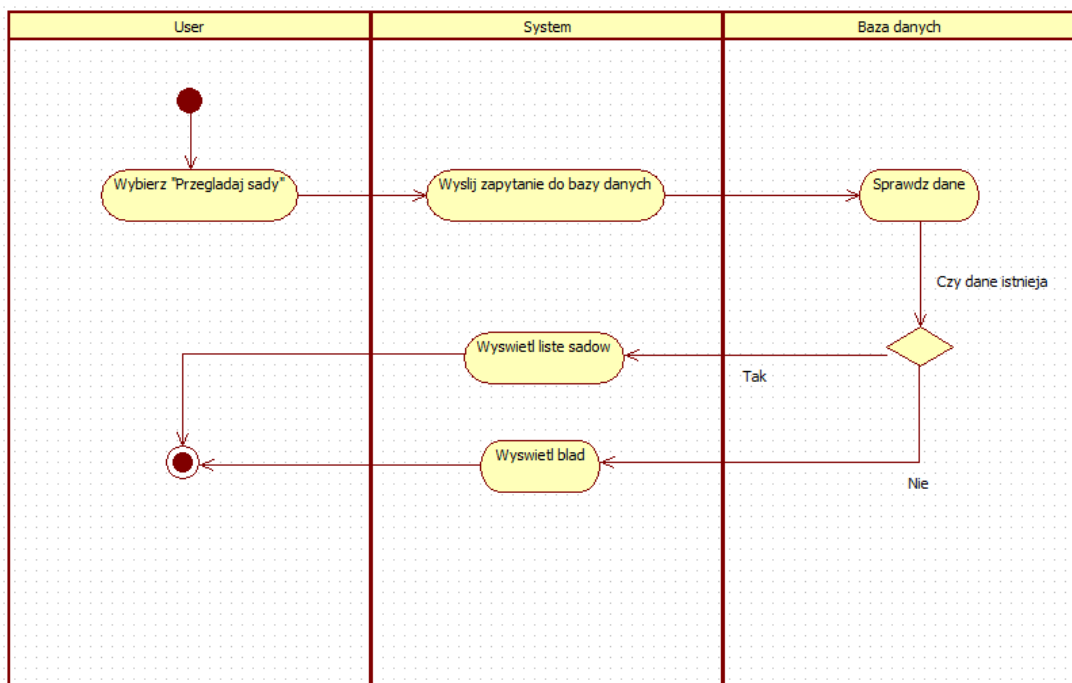 User
System
Baza danych
Wybierz "Przegladaj sady"
Wyslij zapytanie do bazy danych
Sprawdz dane
Czy dane istnieja
Wyswietl liste sadow
Tak
Wyswietl blad
Nie